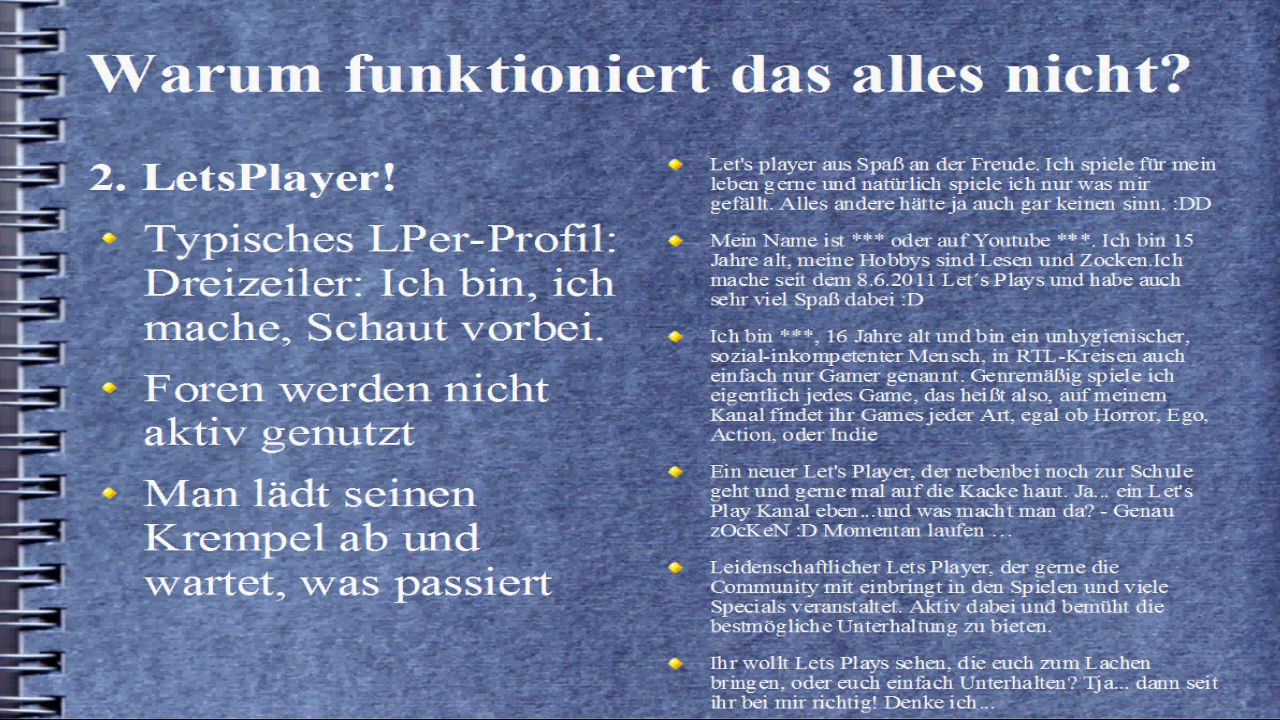 Warum funktioniert das alles nicht?
2. LetsPlayer!
Typisches LPer-Profil:
Dreizeiler: Ich bin, ich
mache, Schaut vorbei.
Foren werden nicht
aktiv genutzt
Man lädt seinen
Krempel ab und
wartet, was passiert
Let's player aus Spaß an der Freude. Ich spiele für mein
leben gerne und natürlich spiele ich nur was mir
gefällt. Alles andere hätte ja auch gar keinen sinn. :DD
Mein Name ist *** oder auf Youtube ***. Ich bin 15
Jahre alt, meine Hobbys sind Lesen und Zocken.Ich
mache seit dem 8.6.2011 Let´s Plays und habe auch
sehr viel Spaß dabei :D
Ich bin ***, 16 Jahre alt und bin ein unhygienischer,
sozial-inkompetenter Mensch, in RTL-Kreisen auch
einfach nur Gamer genannt. Genremäßig spiele ich
eigentlich jedes Game, das heißt also, auf meinem
Kanal findet ihr Games jeder Art, egal ob Horror, Ego,
Action, oder Indie
Ein neuer Let's Player, der nebenbei noch zur Schule
geht und gerne mal auf die Kacke haut. Ja... ein Let's
Play Kanal eben...und was macht man da? - Genau
zOcKeN :D Momentan laufen …
Leidenschaftlicher Lets Player, der gerne die
Community mit einbringt in den Spielen und viele
Specials veranstaltet. Aktiv dabei und bemüht die
bestmögliche Unterhaltung zu bieten.
Ihr wollt Lets Plays sehen, die euch zum Lachen
bringen, oder euch einfach Unterhalten? Tja... dann seit
ihr bei mir richtig! Denke ich...